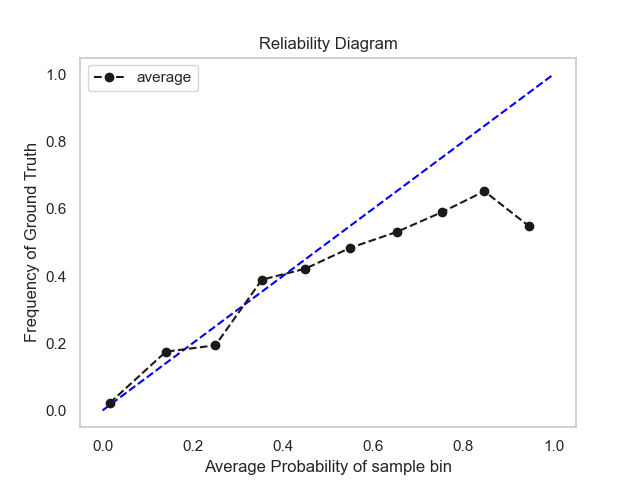 Reliability Diagram
average
1.0
0.8
0.6
0.4
0.2
0.0
Frequency of Ground Truth
0.0 0.2 0.4 0.6 0.8 1.0
Average Probability of sample bin